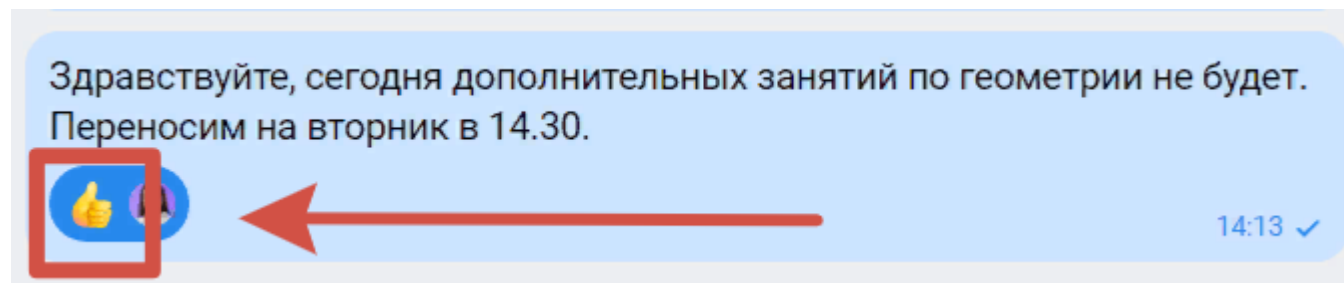 Здравствуйте, сегодня дополнительных занятий по геометрии не будет.
Переносим на вторник в 14.30.
14:13